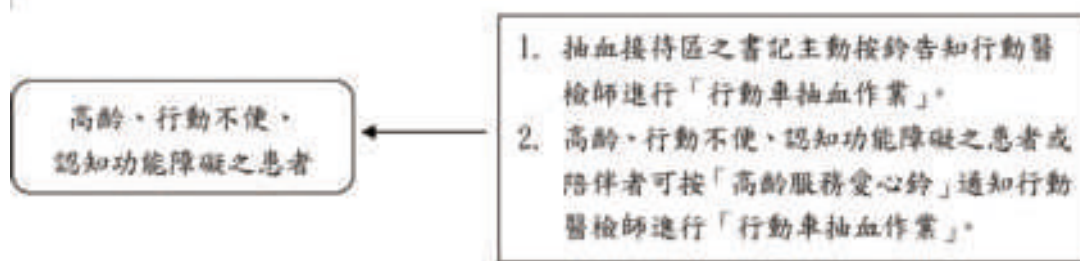 高齡、行動不便、
認知功能障礙之患者
1. 抽血接待區之書記主動按鈴告知行動醫
檢師進行「行動車抽血作業」。
2. 高齡、行動不便、認知功能障礙之患者或
陪伴者可按「高齡服務愛心鈴」通知行動
醫檢師進行「行動車抽血作業」。